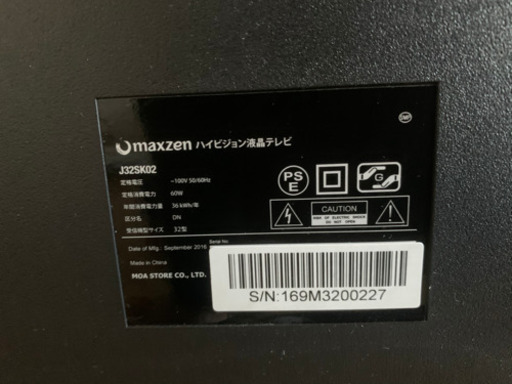 maxzen ハイビジョン液晶テレビ
J32SK02
定格電圧 ~100V 50/60Hz
定格消費電力 60W
年間消費電力量 36 kWh/年
区分名 DN
受信機型サイズ 32型
PS
E
G
CAUTION
RISK OF ELECTRIC SHOCK
DO NOT OPEN
Date of Mfg : September 2016
Serial No:
Made in China
MOA STORE CO., LTD.
S/N:169M3200227